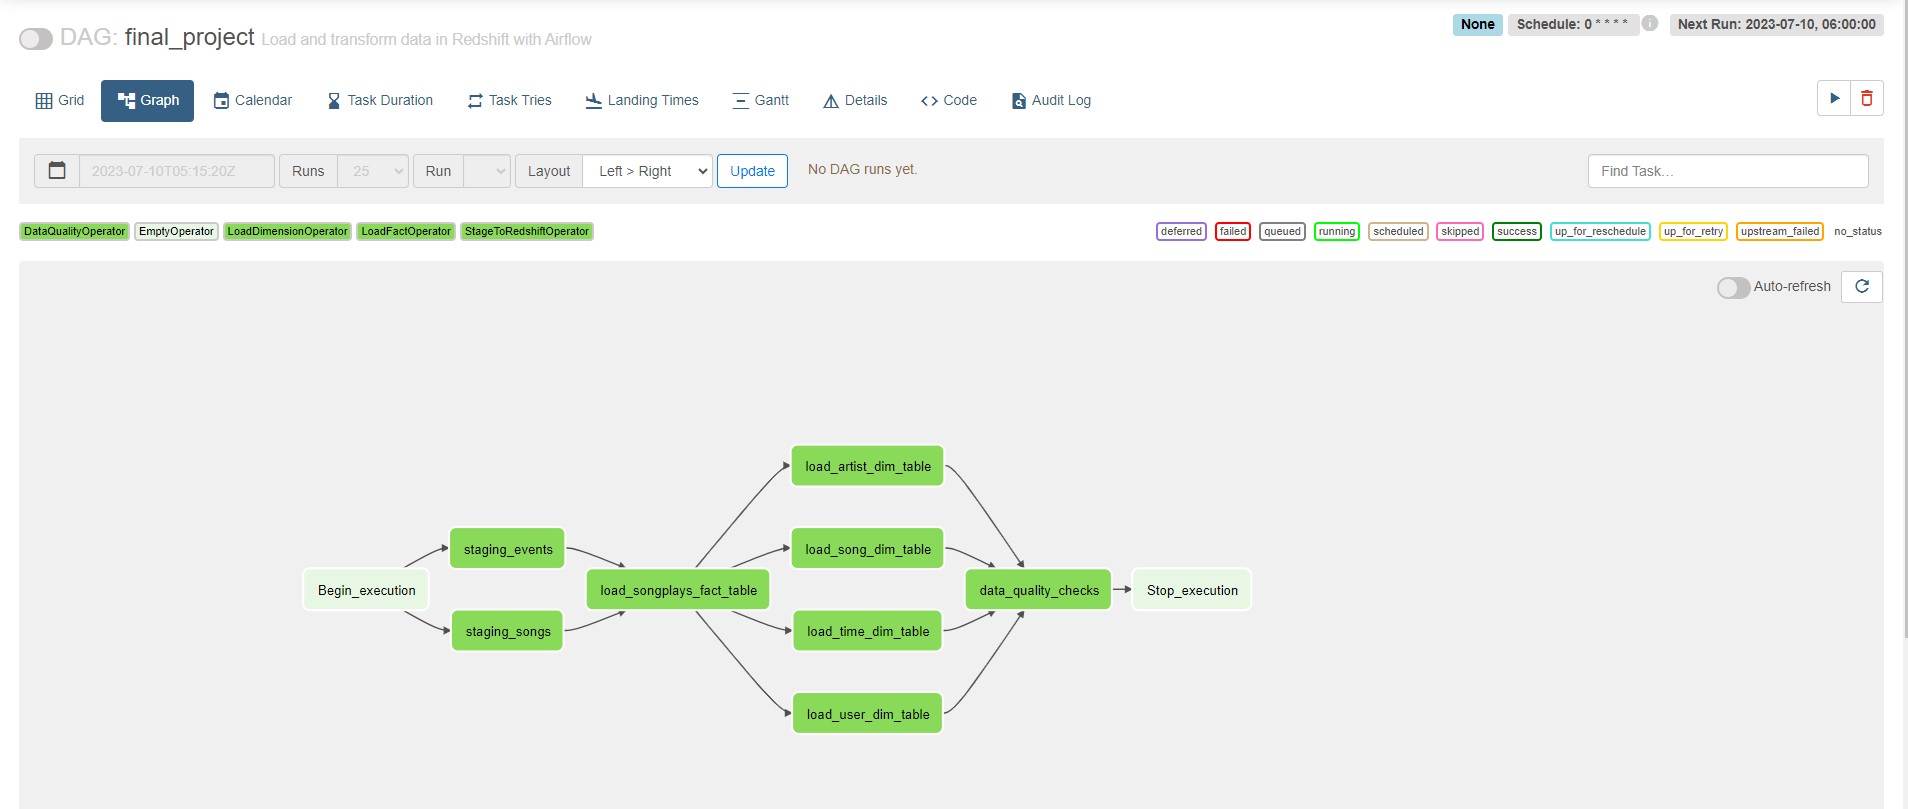 DAG: final_project Load and transform data in Redshift with Airflow
None Schedule: 0 * * * * i Next Run: 2023-07-10, 06:00:00
Grid Graph Calendar Task Duration Task Tries Landing Times Gantt Details Code Audit Log
2023-07-10T05:15:20Z Runs 25 Run Layout Left > Right Update No DAG runs yet. Find Task...
DataQualityOperator EmptyOperator LoadDimensionOperator LoadFactOperator StageToRedshiftOperator
deferred failed queued running scheduled skipped success up_for_reschedule up_for_retry upstream_failed no_status
Auto-refresh
load_artist_dim_table
staging_events load_song_dim_table
Begin_execution load_songplays_fact_table data_quality_checks Stop_execution
staging_songs load_time_dim_table
load_user_dim_table